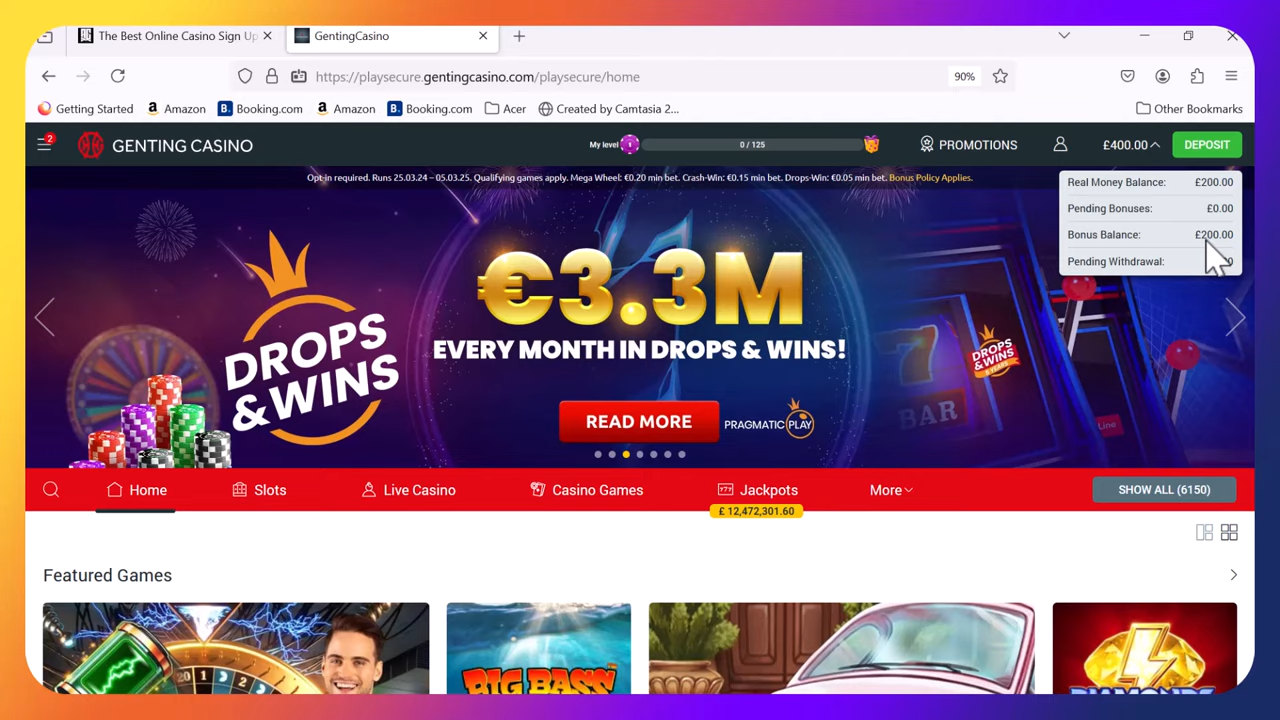 The Best Online Casino Sign Up
GentingCasino
https://playsecure.gentingcasino.com/playsecure/home
90%
Getting Started
Amazon
Booking.com
Amazon
Booking.com
Acer
Created by Camtasia 2...
Other Bookmarks
2
GENTING CASINO
My level
0 / 125
PROMOTIONS
£400.00
DEPOSIT
Opt-in required. Runs 25.03.24 – 05.03.25. Qualifying games apply. Mega Wheel: €0.20 min bet. Crash-Win: €0.15 min bet. Drops-Win: €0.05 min bet. Bonus Policy Applies.
Real Money Balance: £200.00
Pending Bonuses: £0.00
Bonus Balance: £200.00
Pending Withdrawal:
DROPS
& WINS
€3.3M
EVERY MONTH IN DROPS & WINS!
READ MORE
PRAGMATIC PLAY
DROPS
& WINS
BAR
Line
Home
Slots
Live Casino
Casino Games
Jackpots
£ 12,472,301.60
More
SHOW ALL (6150)
Featured Games
BIG BASS
DIAMONDS